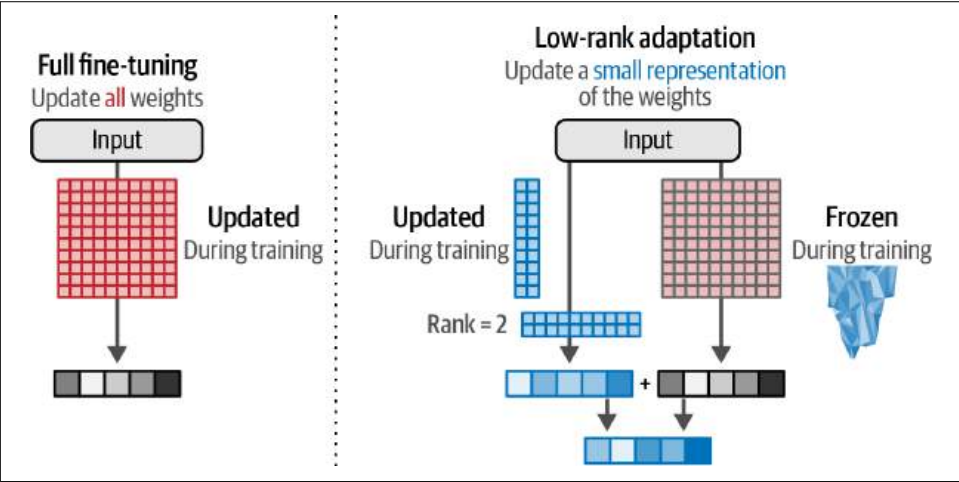 Full fine-tuning
Update all weights
Input
Updated
During training
Low-rank adaptation
Update a small representation
of the weights
Input
Updated
During training
Rank = 2
+
Frozen
During training